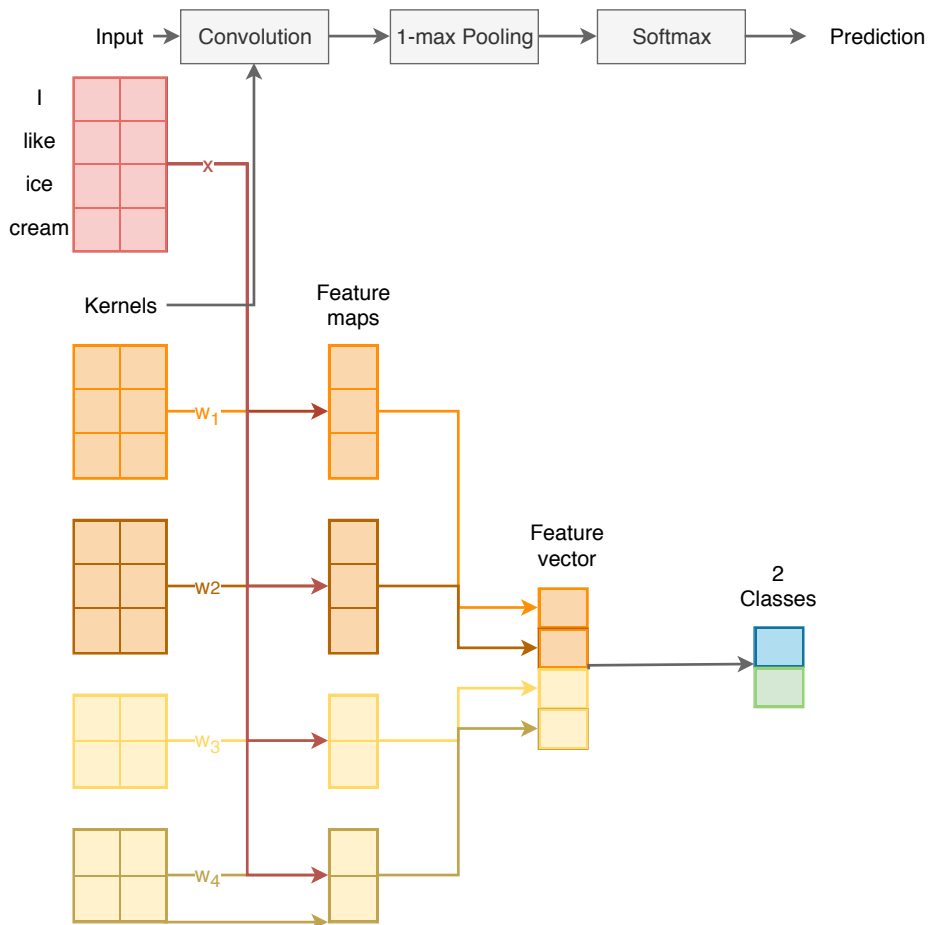 Input
Convolution
1-max Pooling
Softmax
Prediction
I
like
ice
cream
x
Kernels
Feature
maps
w1
w2
Feature
vector
2
Classes
w3
w4